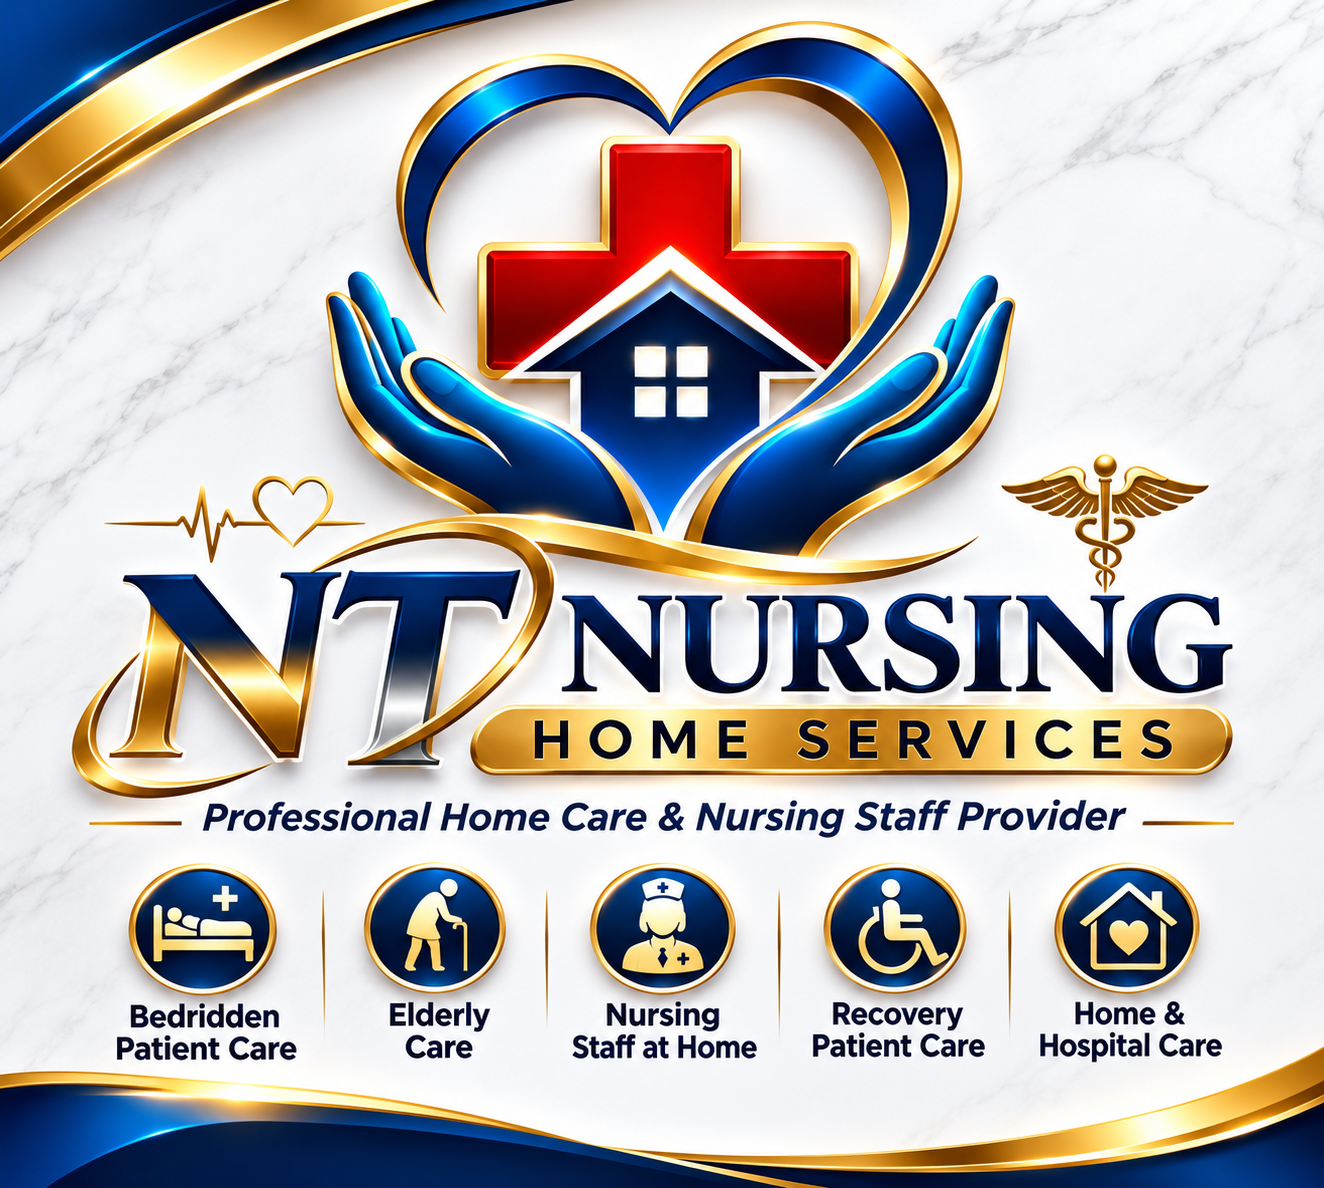 NT NURSING
HOME SERVICES
Professional Home Care & Nursing Staff Provider
Bedridden
Patient Care
Elderly
Care
Nursing
Staff at Home
Recovery
Patient Care
Home &
Hospital Care